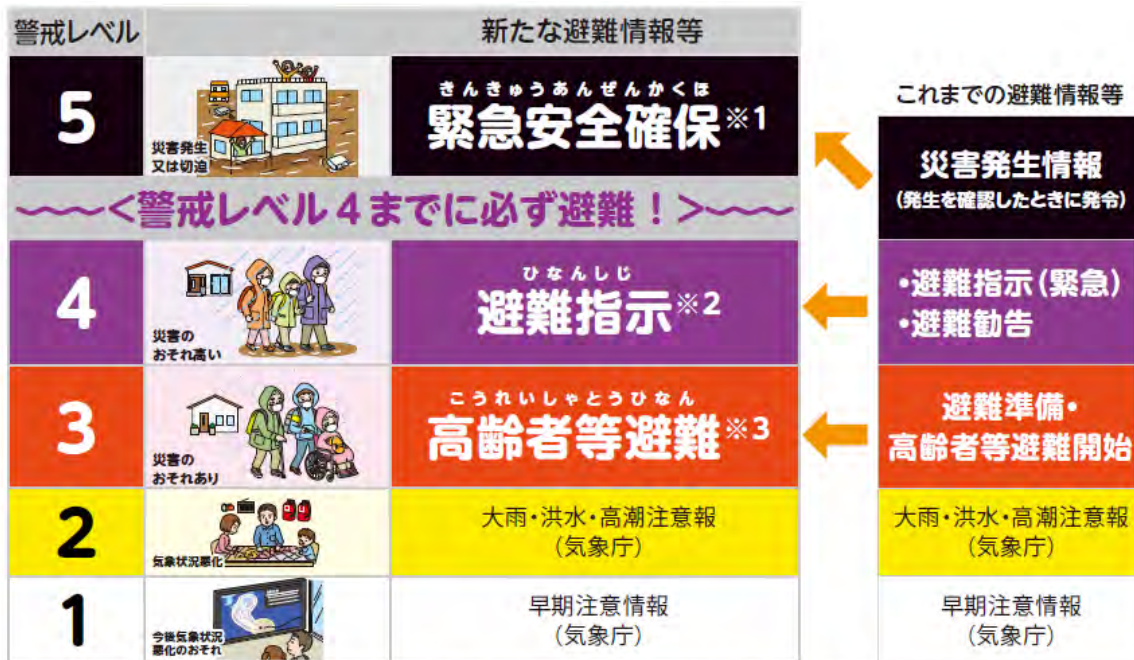 警戒レベル
新たな避難情報等
5
災害発生
又は切迫
きんきゅうあんぜんかくほ
緊急安全確保※1
〜〜〜<警戒レベル4までに必ず避難！>〜〜〜
4
災害の
おそれ高い
ひなんしじ
避難指示※2
3
災害の
おそれあり
こうれいしゃとうひなん
高齢者等避難※3
2
気象状況悪化
大雨・洪水・高潮注意報
(気象庁)
1
今後気象状況
悪化のおそれ
早期注意情報
(気象庁)
これまでの避難情報等
災害発生情報
(発生を確認したときに発令)
•避難指示(緊急)
•避難勧告
避難準備・
高齢者等避難開始
大雨・洪水・高潮注意報
(気象庁)
早期注意情報
(気象庁)